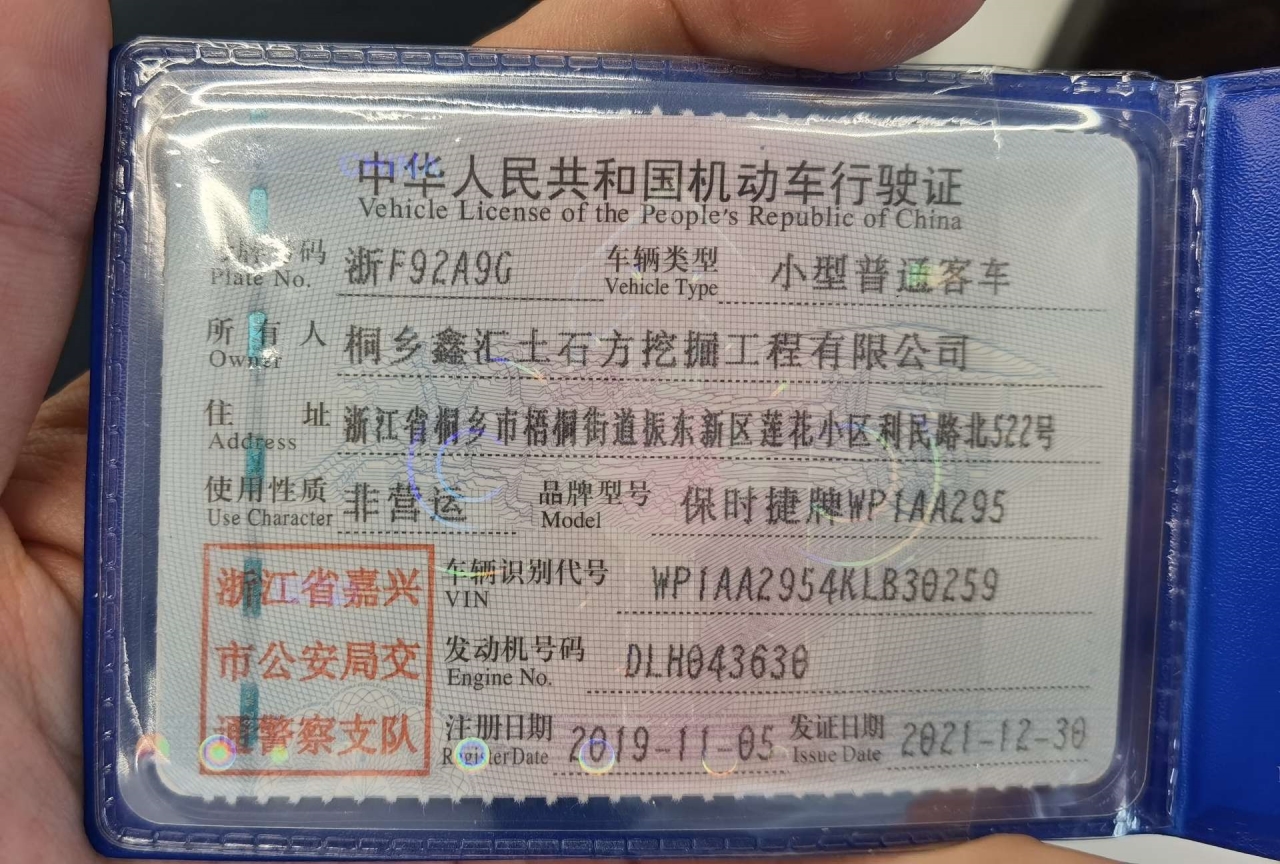 中华人民共和国机动车行驶证
Vehicle License of the People's Republic of China
号牌号码 浙F92A9G 车辆类型 小型普通客车
Plate No. Vehicle Type
所有人 桐乡鑫汇土石方挖掘工程有限公司
Owner
住址 浙江省桐乡市梧桐街道振东新区莲花小区利民路北522号
Address
使用性质 非营运 品牌型号 保时捷牌WP1AA295
Use Character Model
浙江省嘉兴
市公安局交
通警察支队
车辆识别代号 WP1AA2954KLB30259
VIN
发动机号码 DLH043630
Engine No.
注册日期 2019-11-05 发证日期 2021-12-30
Register Date Issue Date